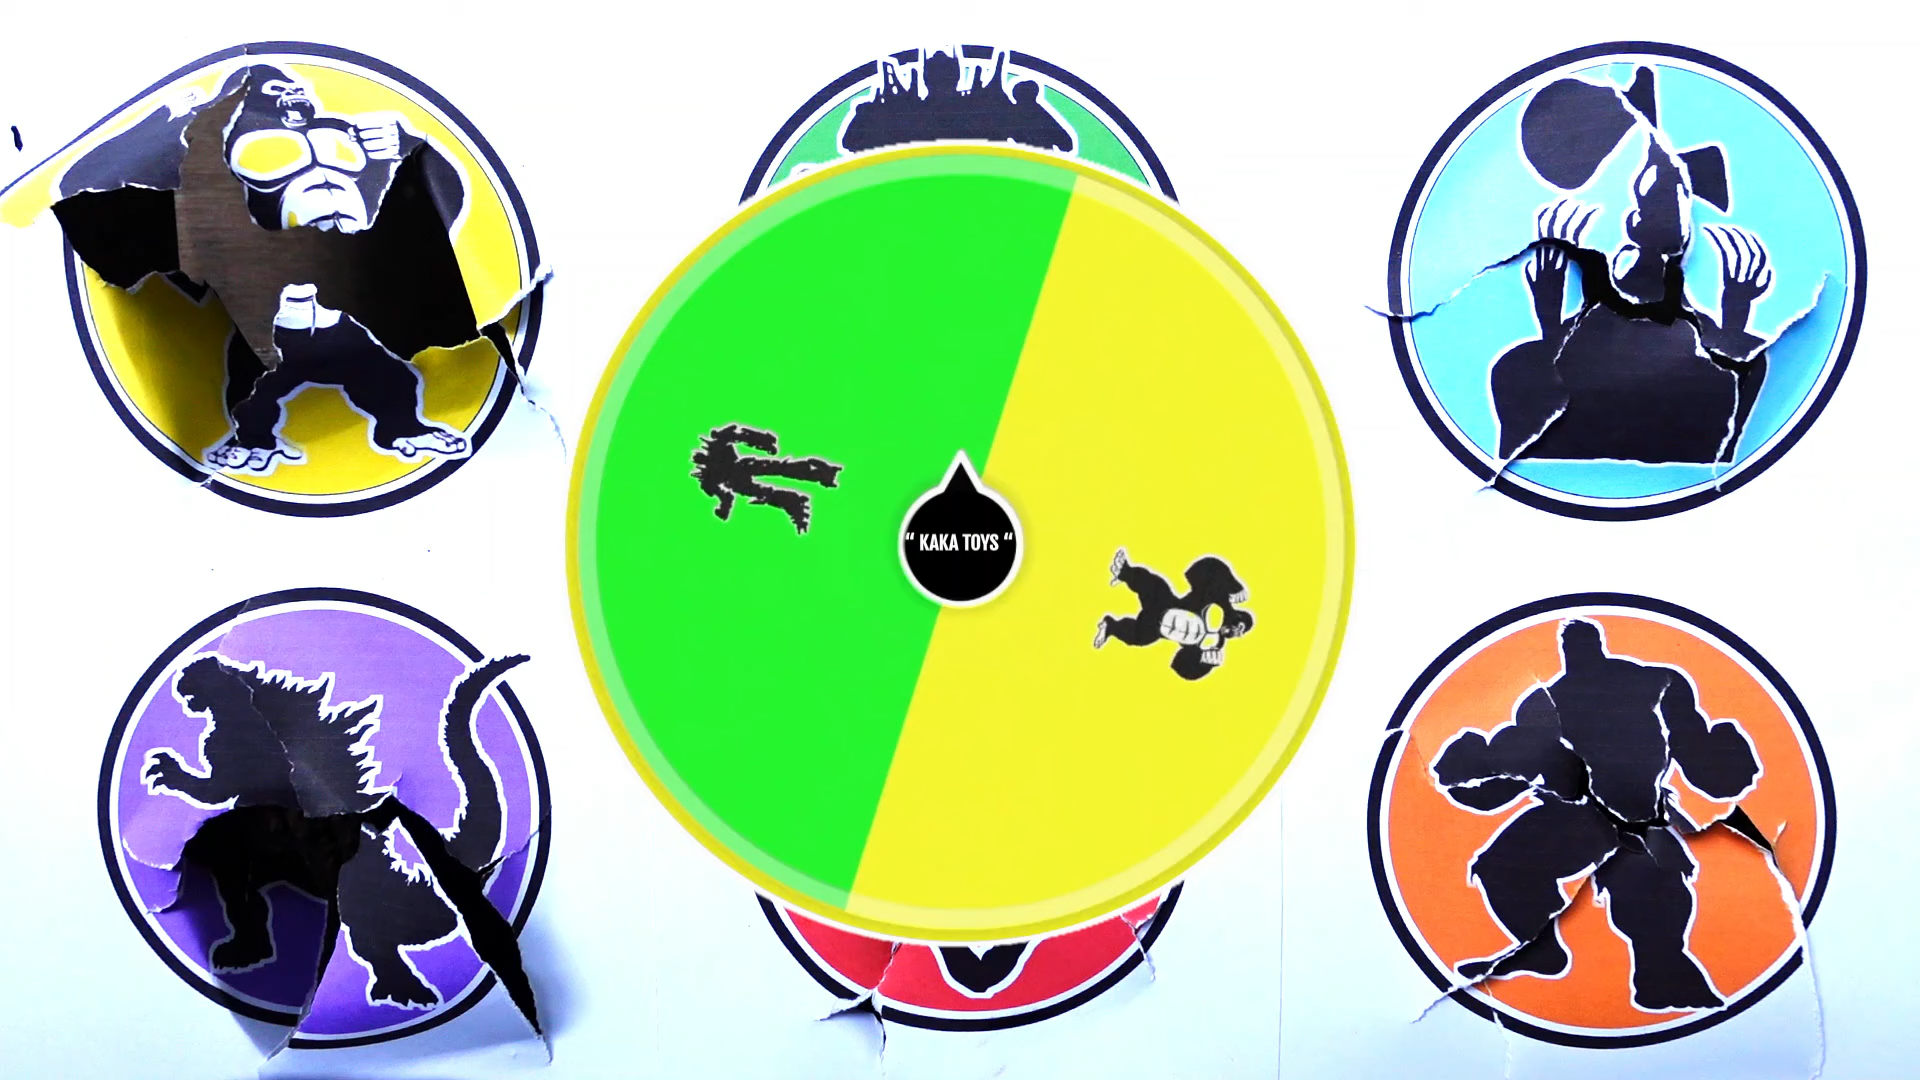 “ KAKA TOYS “